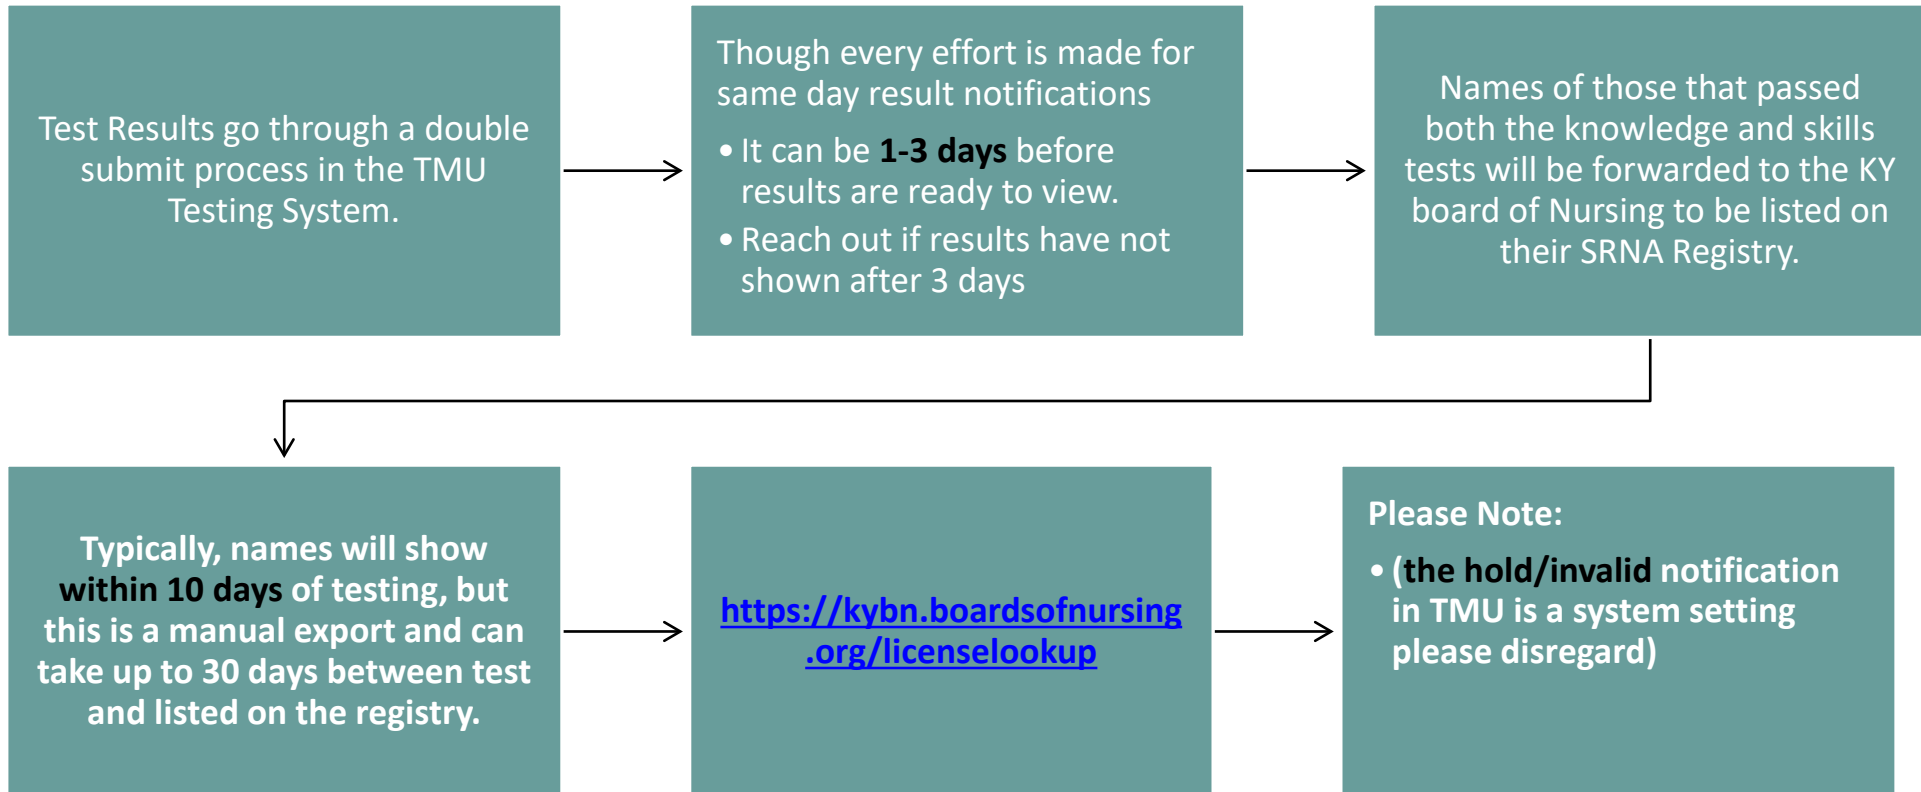 Test Results go through a double
submit process in the TMU
Testing System.
Though every effort is made for
same day result notifications
• It can be 1-3 days before
results are ready to view.
• Reach out if results have not
shown after 3 days
Names of those that passed
both the knowledge and skills
tests will be forwarded to the KY
board of Nursing to be listed on
their SRNA Registry.
Typically, names will show
within 10 days of testing, but
this is a manual export and can
take up to 30 days between test
and listed on the registry.
https://kybn.boardsofnursing
.org/licenselookup
Please Note:
• (the hold/invalid notification
in TMU is a system setting
please disregard)